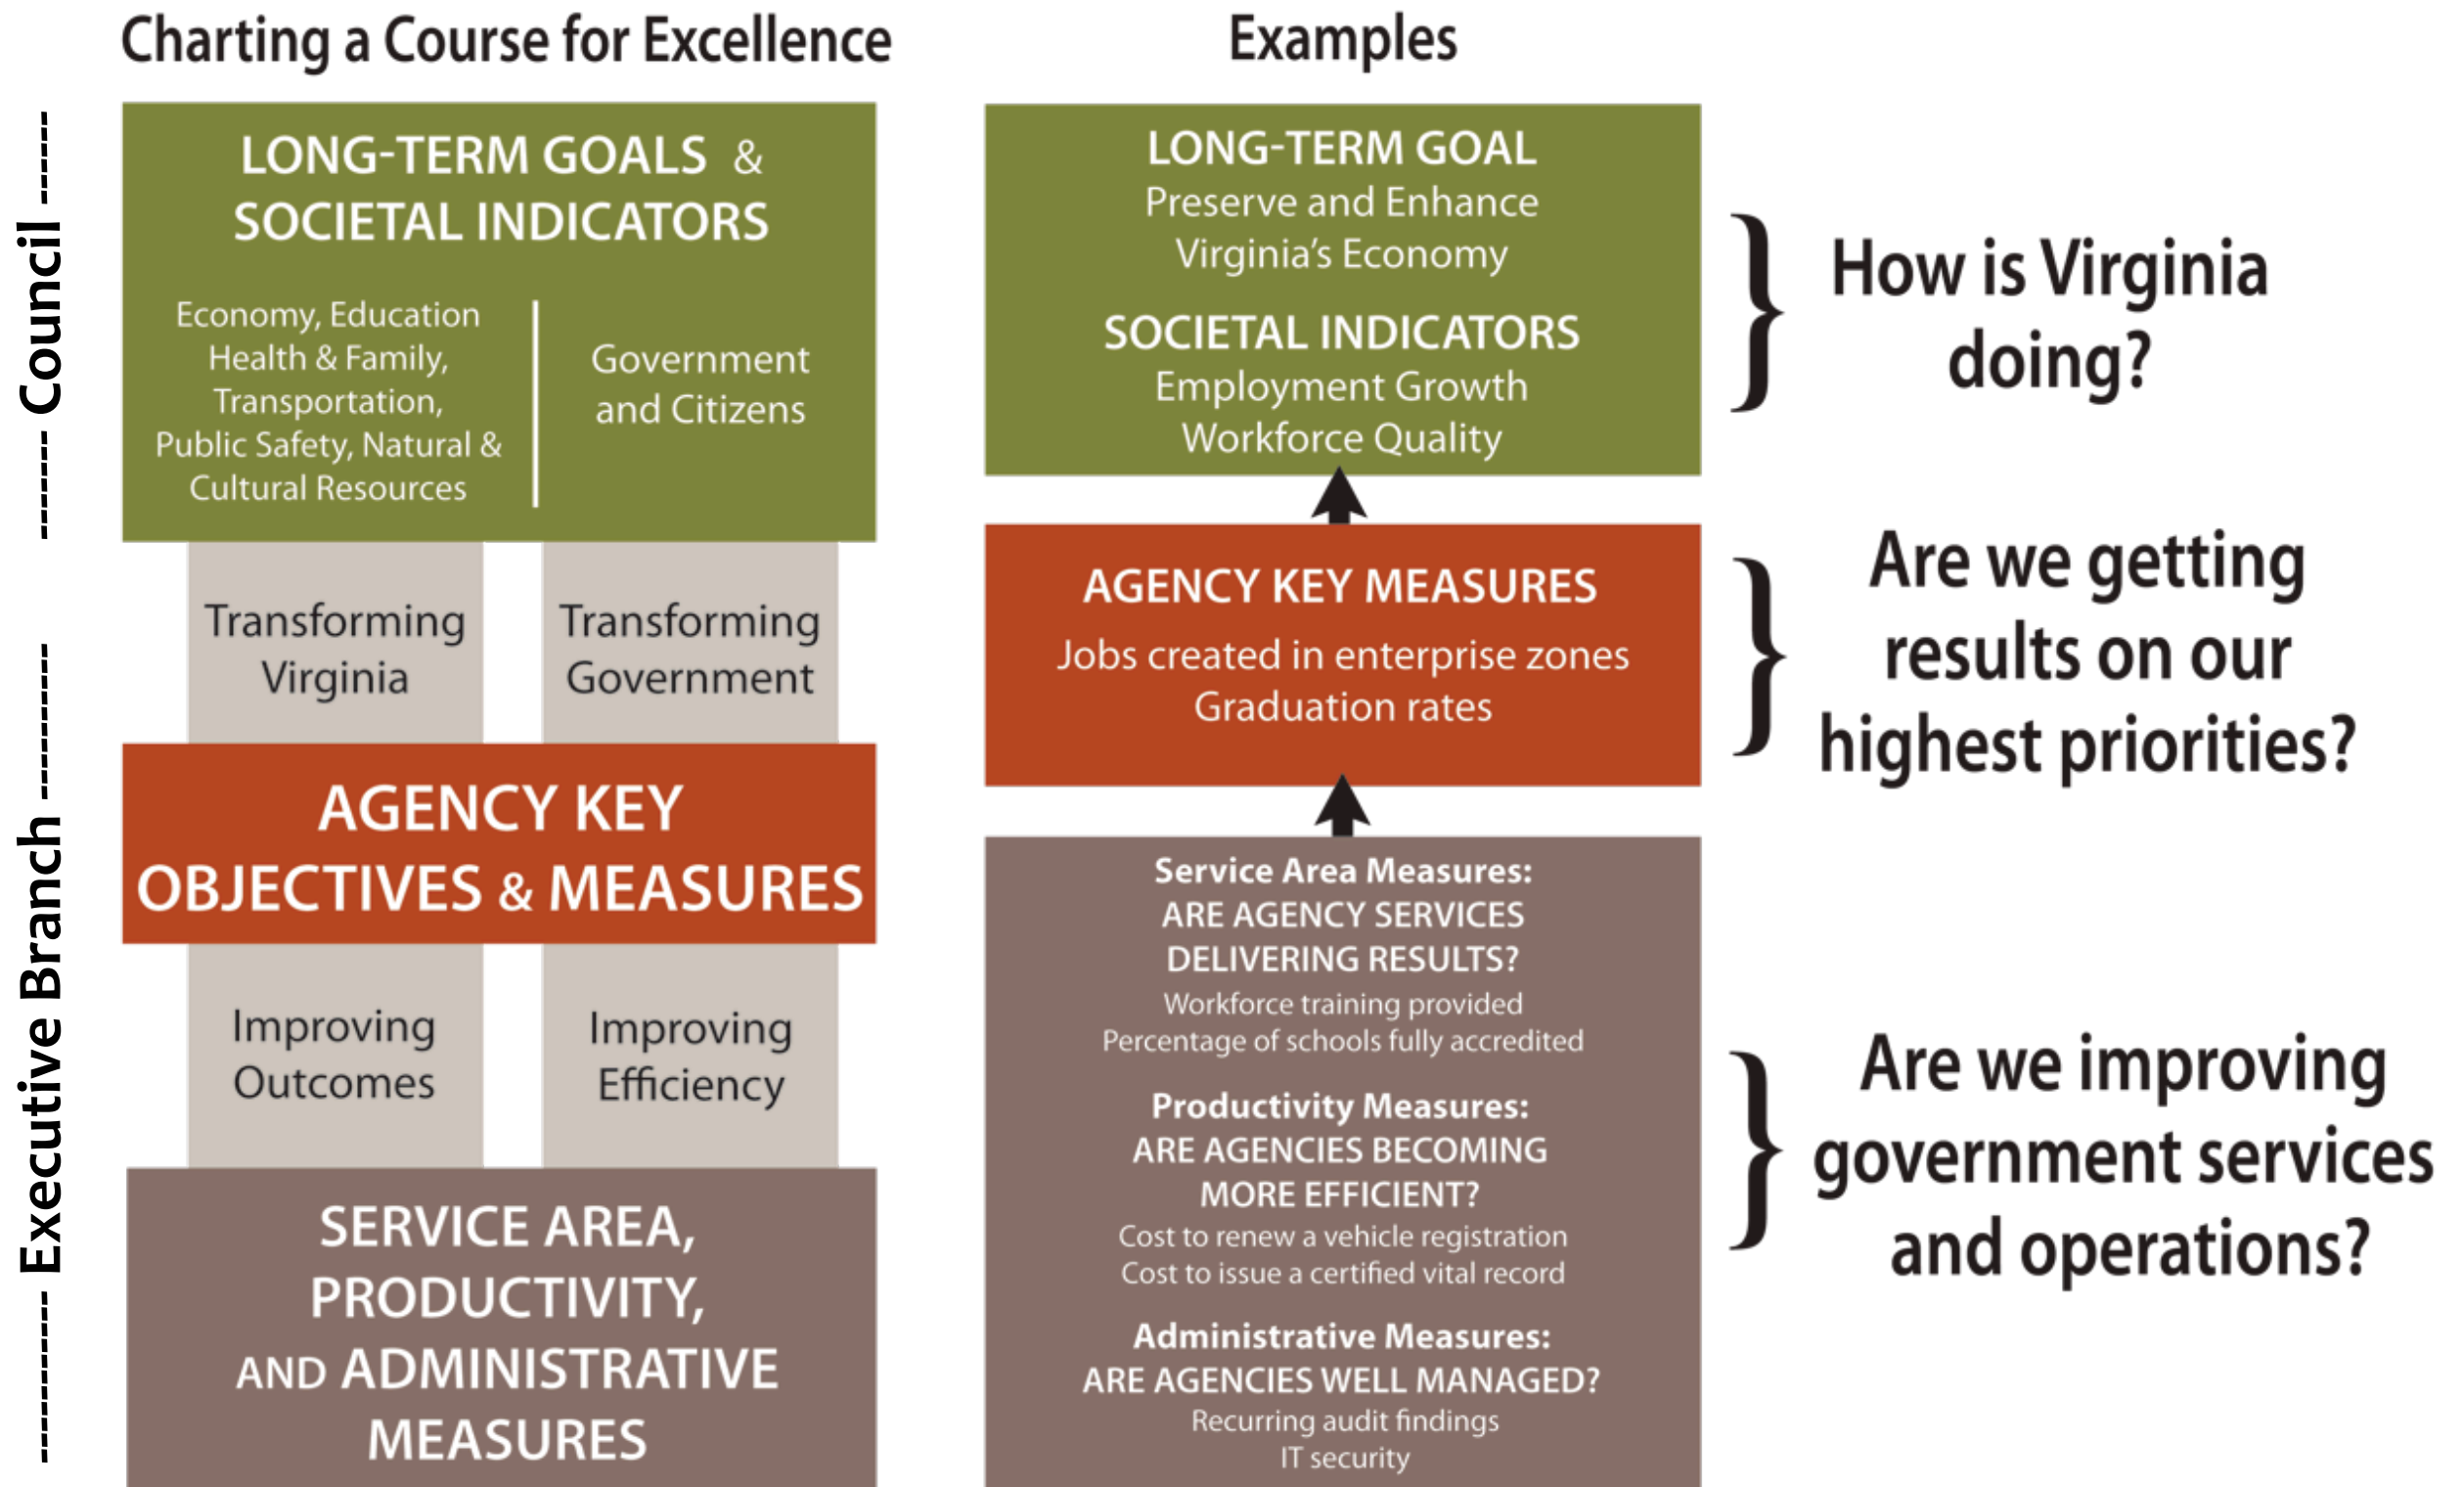 Charting a Course for Excellence
------- Council -------
LONG-TERM GOALS &
SOCIETAL INDICATORS
Economy, Education
Health & Family,
Transportation,
Public Safety, Natural &
Cultural Resources
Government
and Citizens
Transforming
Virginia
Transforming
Government
----------- Executive Branch ----------
AGENCY KEY
OBJECTIVES & MEASURES
Improving
Outcomes
Improving
Efficiency
SERVICE AREA,
PRODUCTIVITY,
AND ADMINISTRATIVE
MEASURES
Examples
LONG-TERM GOAL
Preserve and Enhance
Virginia's Economy
SOCIETAL INDICATORS
Employment Growth
Workforce Quality
} How is Virginia
doing?
AGENCY KEY MEASURES
Jobs created in enterprise zones
Graduation rates
} Are we getting
results on our
highest priorities?
Service Area Measures:
ARE AGENCY SERVICES
DELIVERING RESULTS?
Workforce training provided
Percentage of schools fully accredited
Productivity Measures:
ARE AGENCIES BECOMING
MORE EFFICIENT?
Cost to renew a vehicle registration
Cost to issue a certified vital record
Administrative Measures:
ARE AGENCIES WELL MANAGED?
Recurring audit findings
IT security
} Are we improving
government services
and operations?